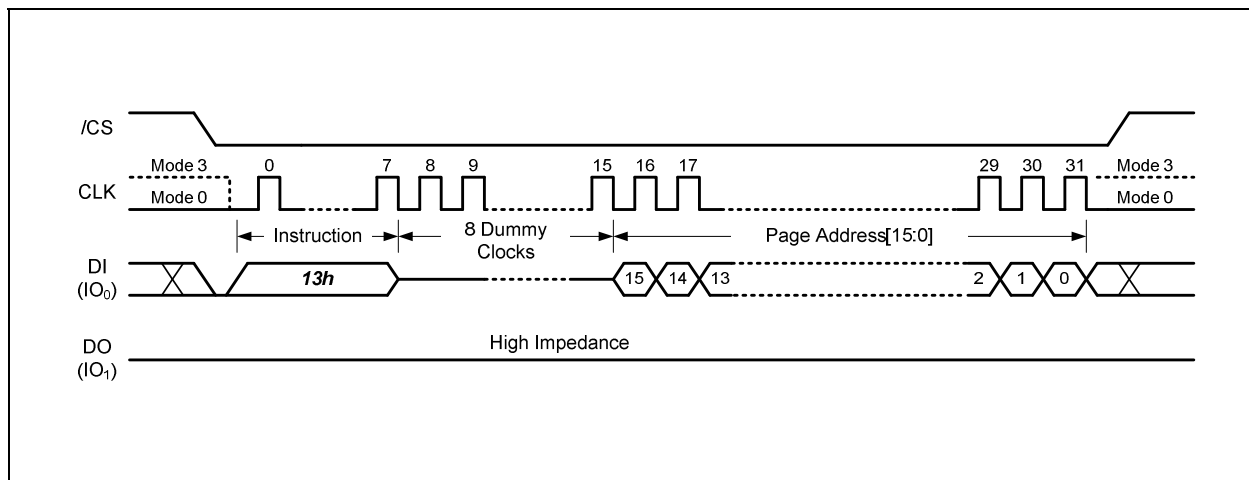 /CS
Mode 3 0 7 8 9 15 16 17 29 30 31 Mode 3
CLK
Mode 0 Mode 0
Instruction 8 Dummy Clocks Page Address[15:0]
DI
(IO₀)
13h 15 14 13 2 1 0
High Impedance
DO
(IO₁)